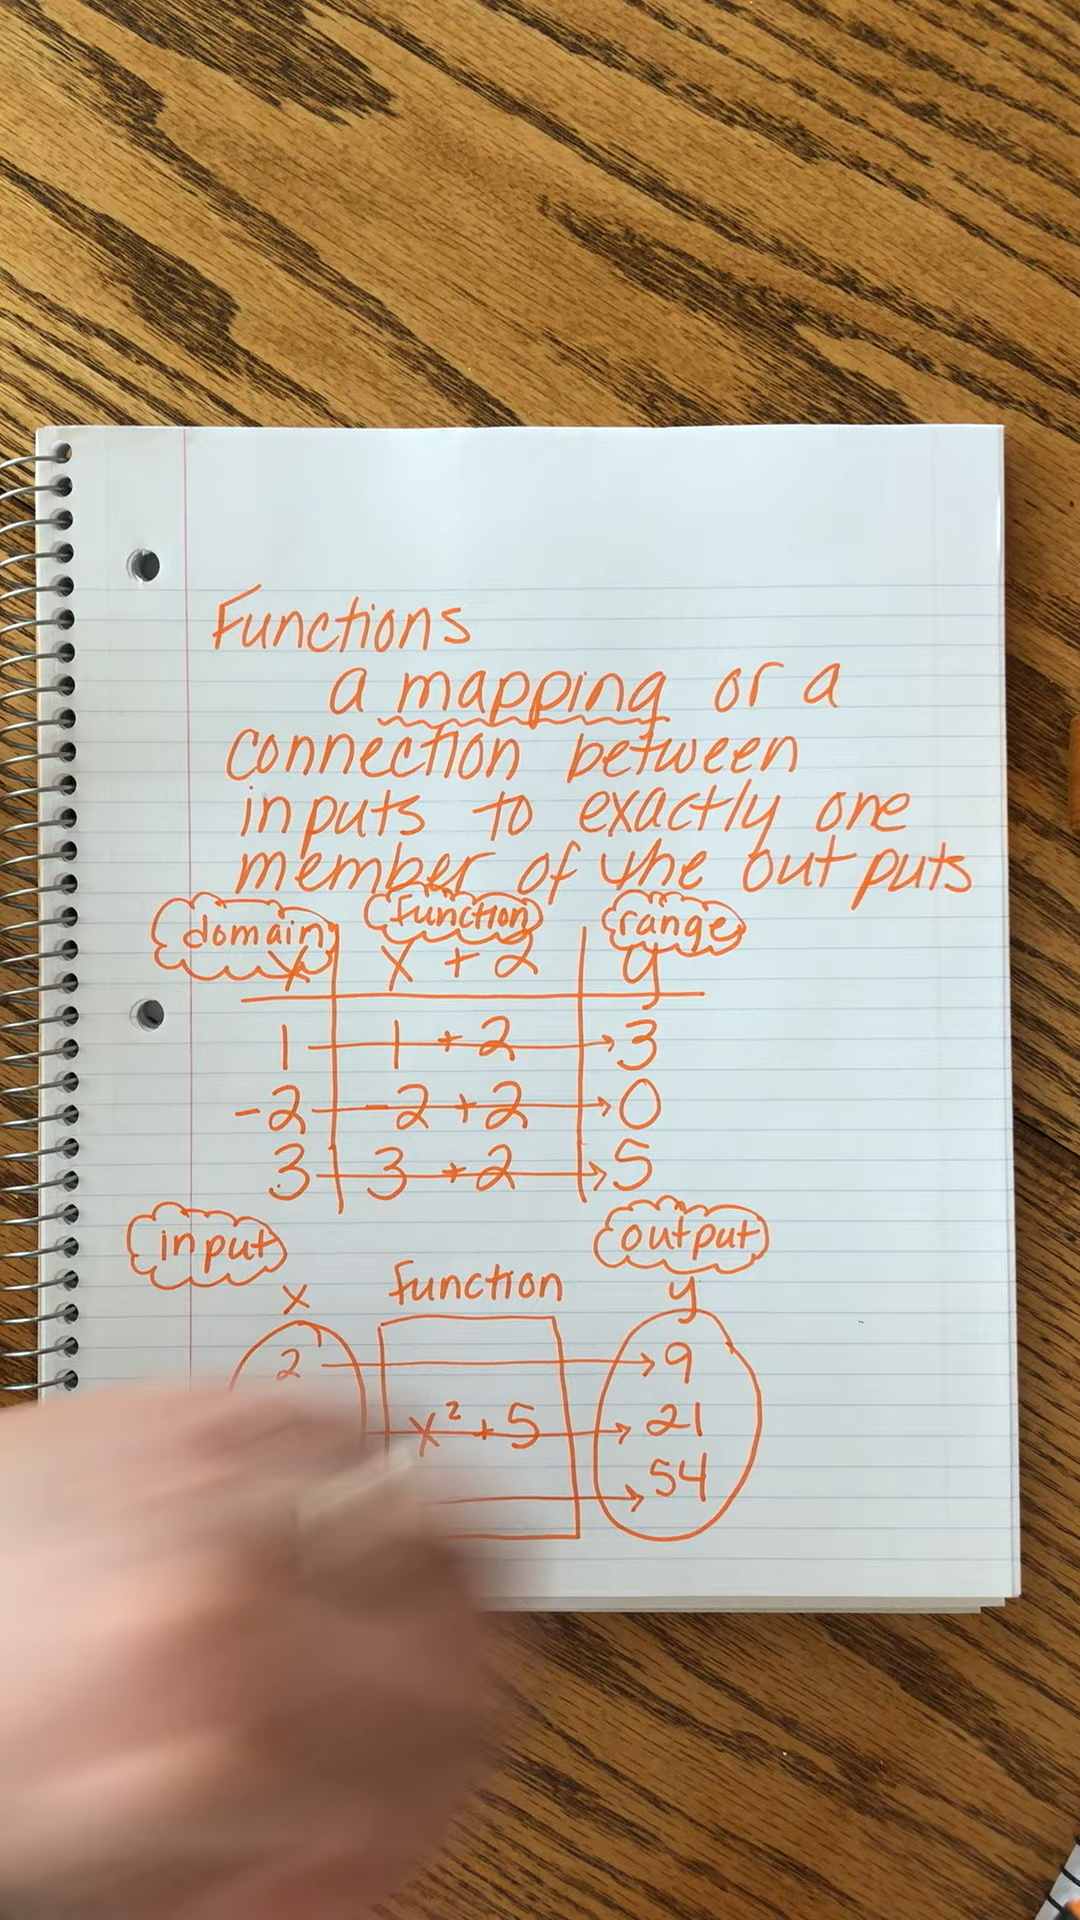 Functions
a mapping or a
connection between
inputs to exactly one
member of the outputs
domain function range
x x + 2 y
1 1 + 2 3
-2 -2 + 2 0
3 3 + 2 5
input output
x function y
2 9
x² + 5 21
54